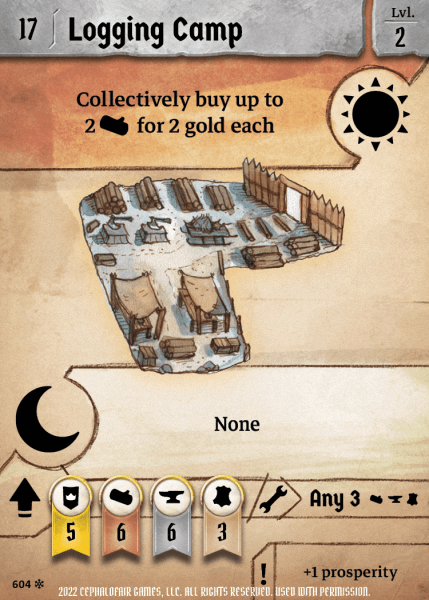 17 Logging Camp
Lvl.
2
Collectively buy up to
2 for 2 gold each
None
5 6 6 3
Any 3
! +1 prosperity
604
2022 CEPHALOFAIR GAMES, LLC. ALL RIGHTS RESERVED. USED WITH PERMISSION.